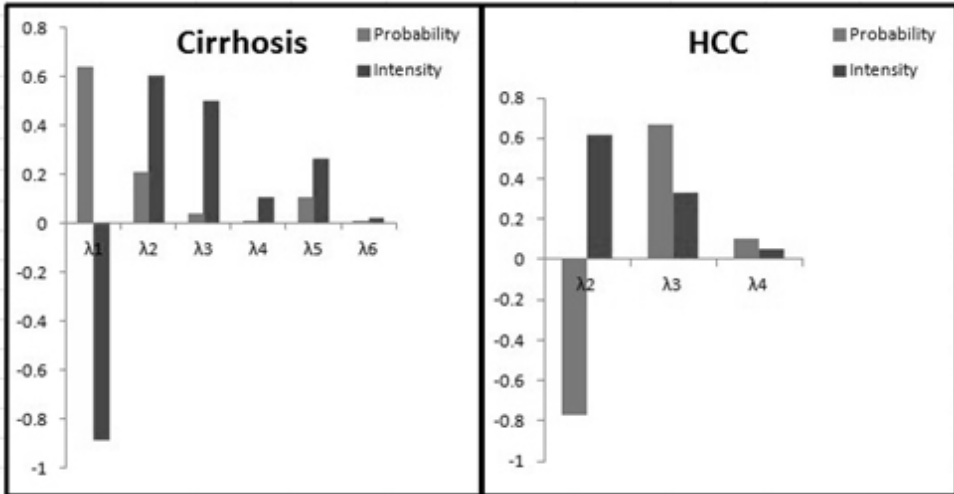 Cirrhosis
Probability
Intensity
0.8
0.6
0.4
0.2
0
-0.2
-0.4
-0.6
-0.8
-1
λ1 λ2 λ3 λ4 λ5 λ6
HCC
Probability
Intensity
0.8
0.6
0.4
0.2
0
-0.2
-0.4
-0.6
-0.8
-1
λ2 λ3 λ4